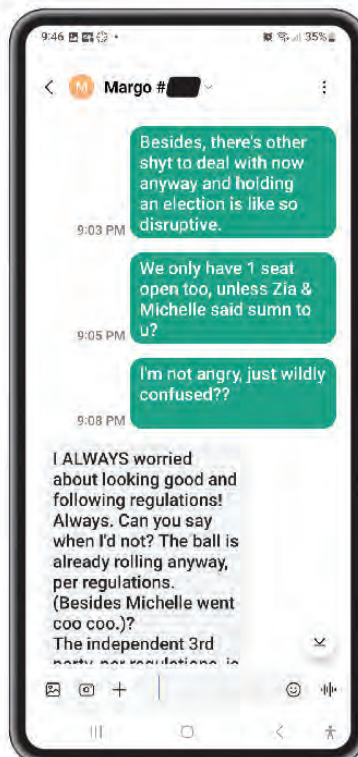 9:46
35%
M Margo #
Besides, there's other
shyt to deal with now
anyway and holding
an election is like so
disruptive.
9:03 PM
We only have 1 seat
open too, unless Zia &
Michelle said sumn to
u?
9:05 PM
I'm not angry, just wildly
confused??
9:08 PM
I ALWAYS worried
about looking good and
following regulations!
Always. Can you say
when I'd not? The ball is
already rolling anyway,
per regulations.
(Besides Michelle went
coo coo.)?
The independent 3rd
party, per regulations, is